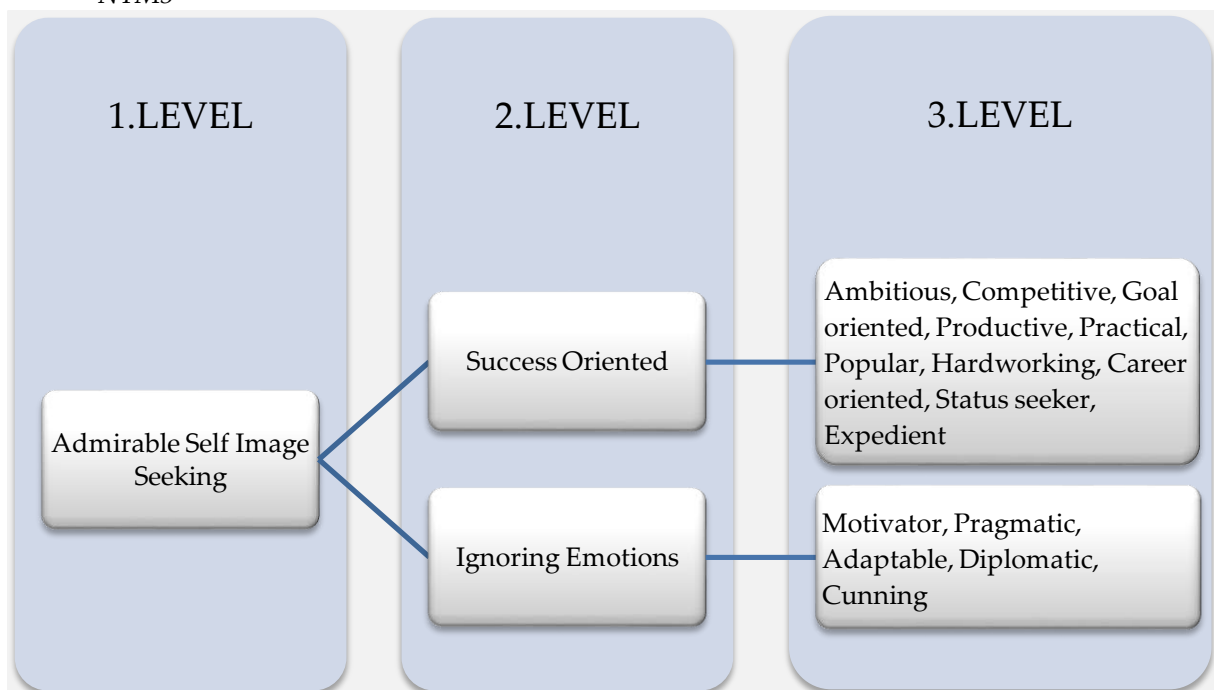 NTM3
1.LEVEL
2.LEVEL
3.LEVEL
Admirable Self Image
Seeking
Success Oriented
Ignoring Emotions
Ambitious, Competitive, Goal
oriented, Productive, Practical,
Popular, Hardworking, Career
oriented, Status seeker,
Expedient
Motivator, Pragmatic,
Adaptable, Diplomatic,
Cunning